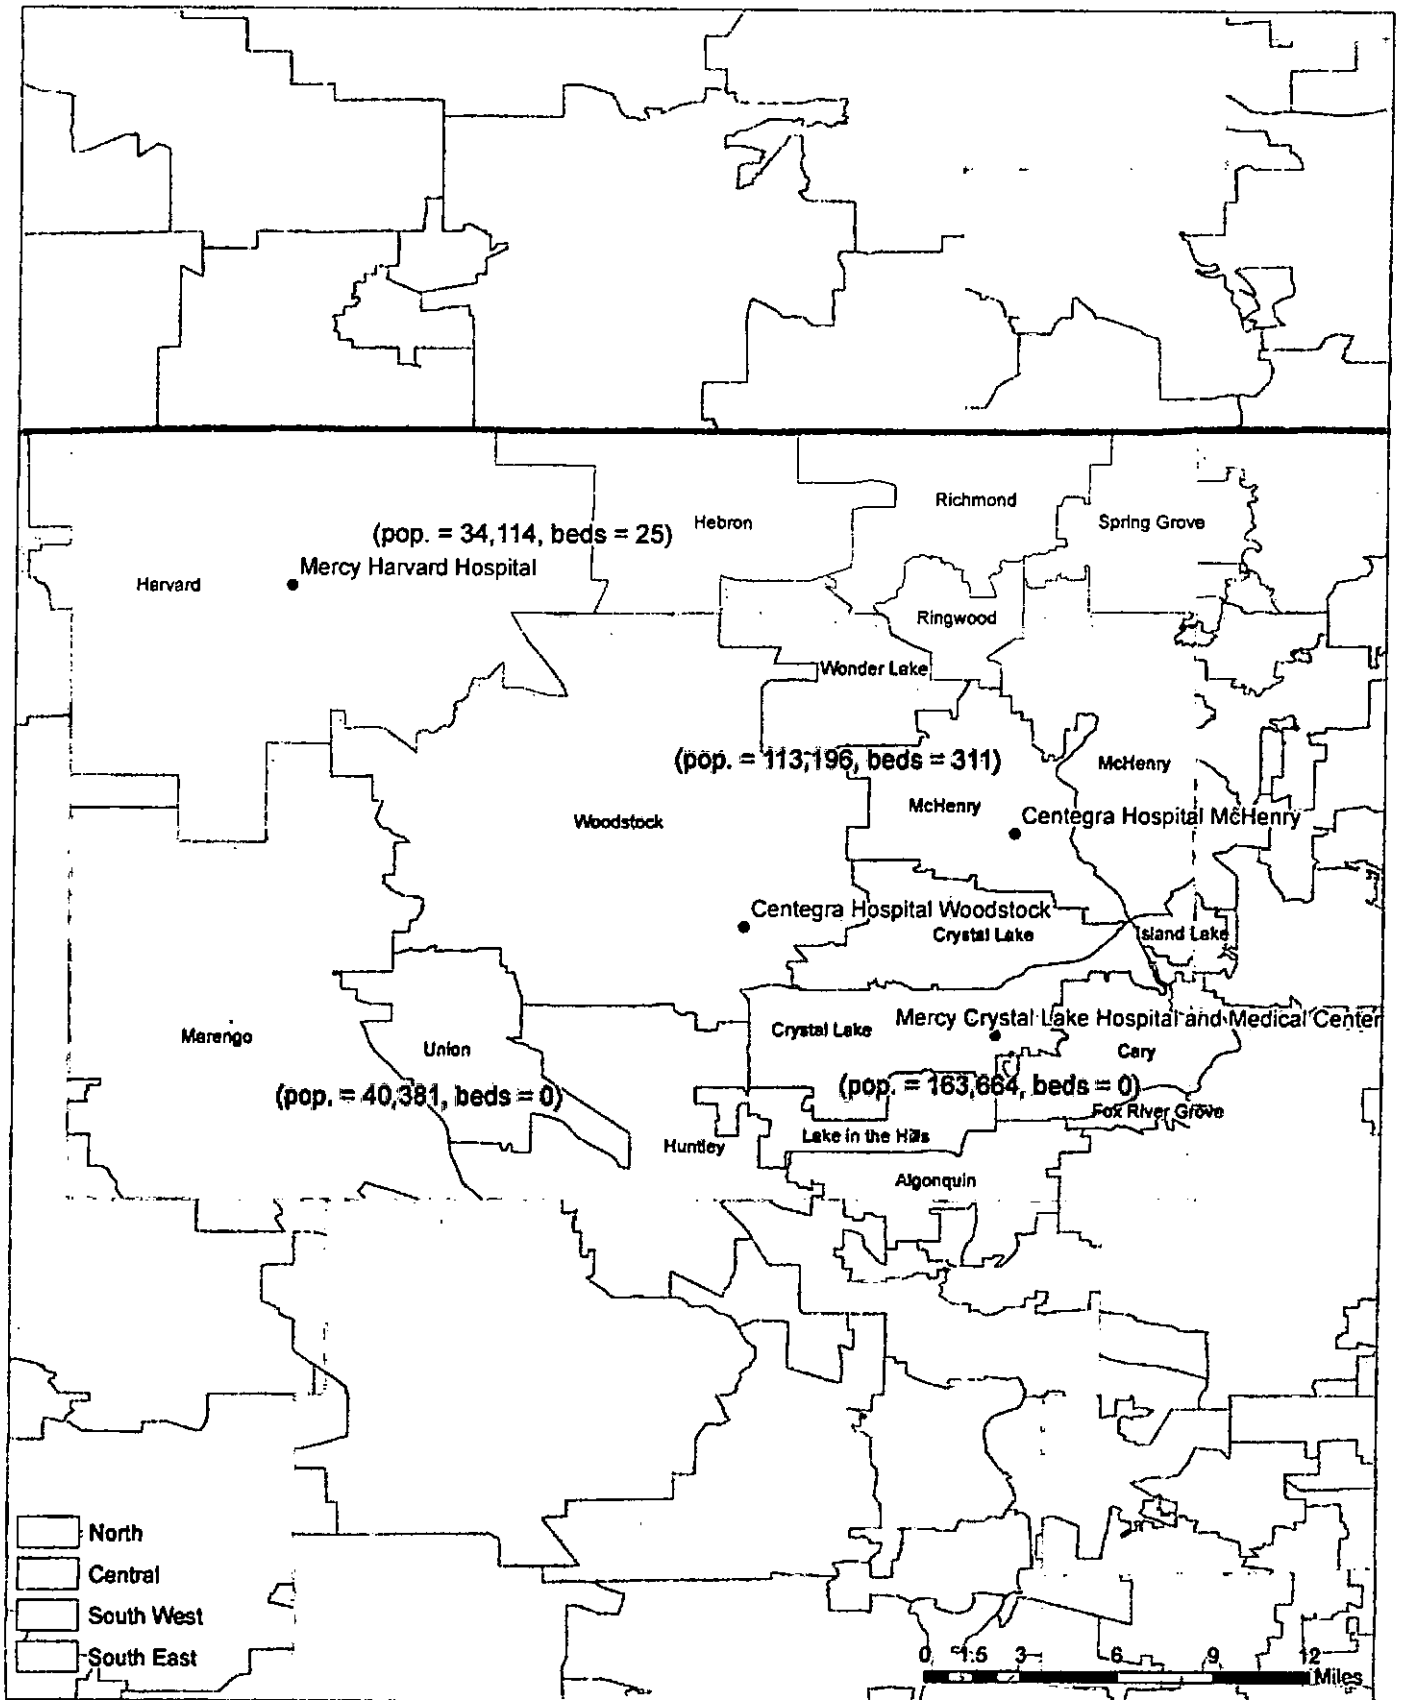 Richmond
Hebron
Spring Grove
(pop. = 34,114, beds = 25)
Mercy Harvard Hospital
Harvard
Ringwood
Wonder Lake
(pop. = 113,196, beds = 311)
McHenry
McHenry
Centegra Hospital McHenry
Woodstock
Centegra Hospital Woodstock
Crystal Lake
Island Lake
Mercy Crystal Lake Hospital and Medical Center
Crystal Lake
Marengo
Union
Cary
(pop. = 40,381, beds = 0)
(pop. = 163,664, beds = 0)
Fox River Grove
Lake in the Hills
Huntley
Algonquin
North
Central
South West
South East
0 1.5 3 6 9 12
Miles